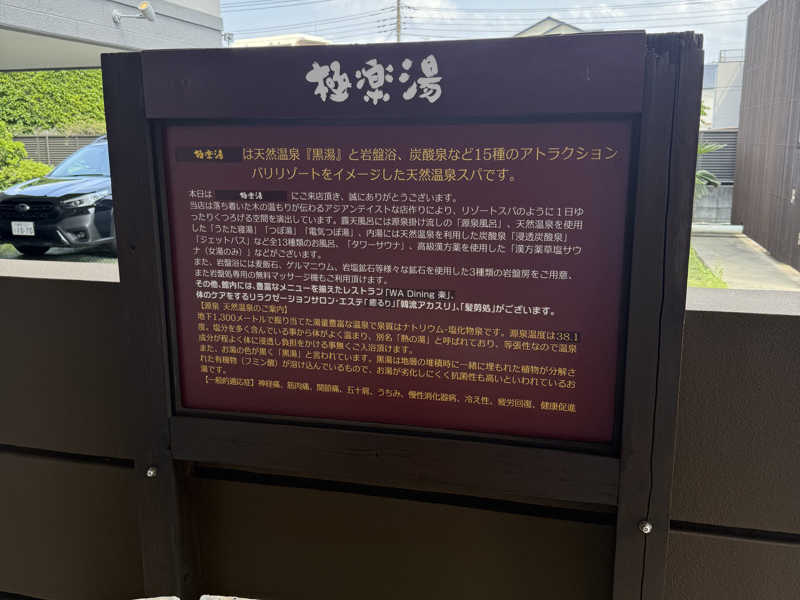 極楽湯
極楽湯 は天然温泉『黒湯』と岩盤浴、炭酸泉など15種のアトラクション
バリリゾートをイメージした天然温泉スパです。
本日は 極楽湯 にご来店頂き、誠にありがとうございます。
当店は落ち着いた木の温もりが伝わるアジアンテイストな店作りにより、リゾートスパのように１日ゆ
ったりくつろげる空間を演出しています。露天風呂には源泉掛け流しの「源泉風呂」、天然温泉を使用
した「うたた寝湯」「つぼ湯」「電気つぼ湯」、内湯には天然温泉を利用した炭酸泉「浸透炭酸泉」
「ジェットバス」など全13種類のお風呂、「タワーサウナ」、高級漢方薬を使用した「漢方薬草塩サウ
ナ（女湯のみ）」などがございます。
また、岩盤浴には麦飯石、ゲルマニウム、岩塩鉱石等様々な鉱石を使用した3種類の岩盤房をご用意、
また岩盤処専用の無料マッサージ機もご利用頂けます。
その他、館内には、豊富なメニューを揃えたレストラン「WA Dining 楽」、
体のケアをするリラクゼーションサロン・エステ「癒るり」「韓流アカスリ」、「髪剪処」がございます。
【源泉 天然温泉のご案内】
地下1,300メートルで掘り当てた湯量豊富な温泉で泉質はナトリウム-塩化物泉です。源泉温度は38.1
度。塩分を多く含んでいる事から体がよく温まり、別名「熱の湯」と呼ばれており、等張性なので温泉
成分が程よく体に浸透し負担をかける事無くご入浴頂けます。
また、お湯の色が黒く「黒湯」と言われています。黒湯は地層の堆積時に一緒に埋もれた植物が分解さ
れた有機物（フミン酸）が溶け込んでいるもので、お湯が劣化しにくく抗菌性も高いといわれているお
湯です。
【一般的適応症】神経痛、筋肉痛、関節痛、五十肩、うちみ、慢性消化器病、冷え性、疲労回復、健康促進